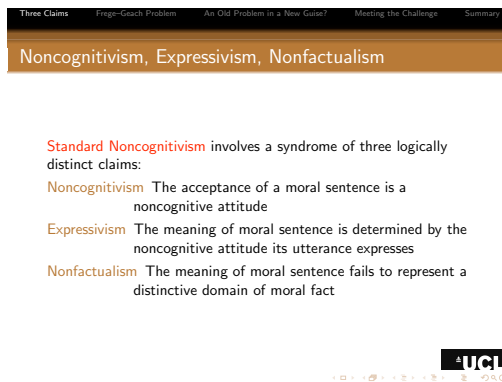 Three Claims Frege-Geach Problem An Old Problem in a New Guise? Meeting the Challenge Summary
Noncognitivism, Expressivism, Nonfactualism
Standard Noncognitivism involves a syndrome of three logically
distinct claims:
Noncognitivism The acceptance of a moral sentence is a
noncognitive attitude
Expressivism The meaning of moral sentence is determined by the
noncognitive attitude its utterance expresses
Nonfactualism The meaning of moral sentence fails to represent a
distinctive domain of moral fact
UCL